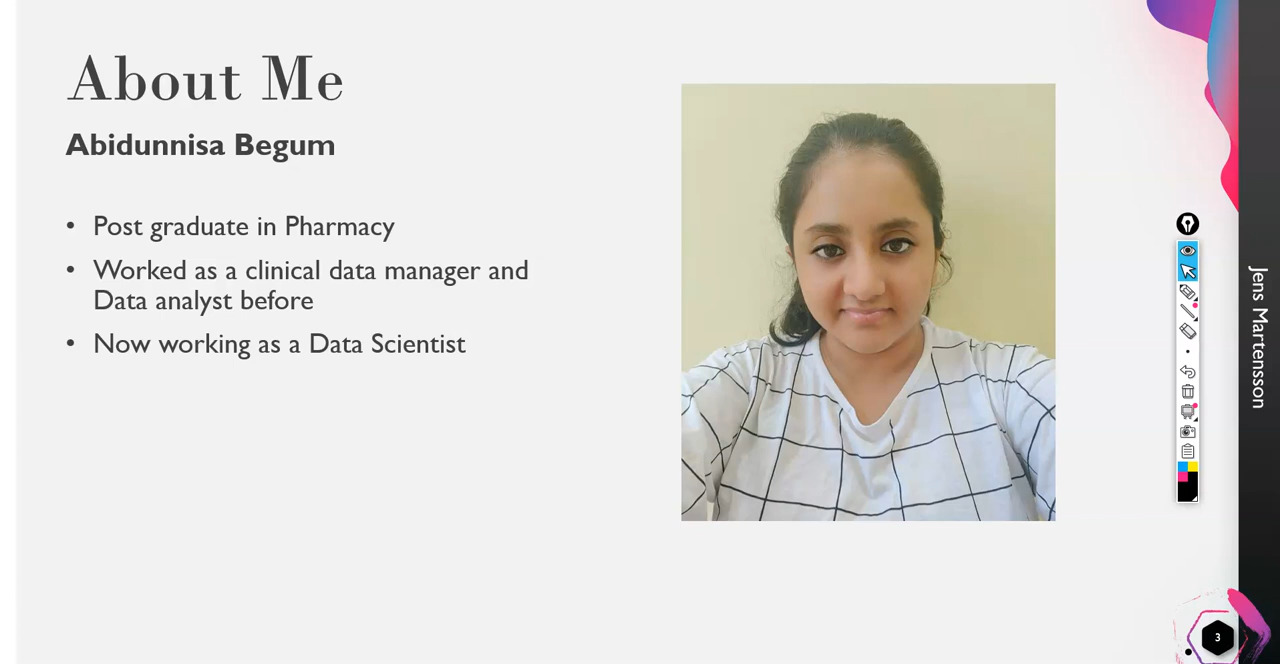 About Me
Abidunnisa Begum
• Post graduate in Pharmacy
• Worked as a clinical data manager and
Data analyst before
• Now working as a Data Scientist
Jens Martensson
3